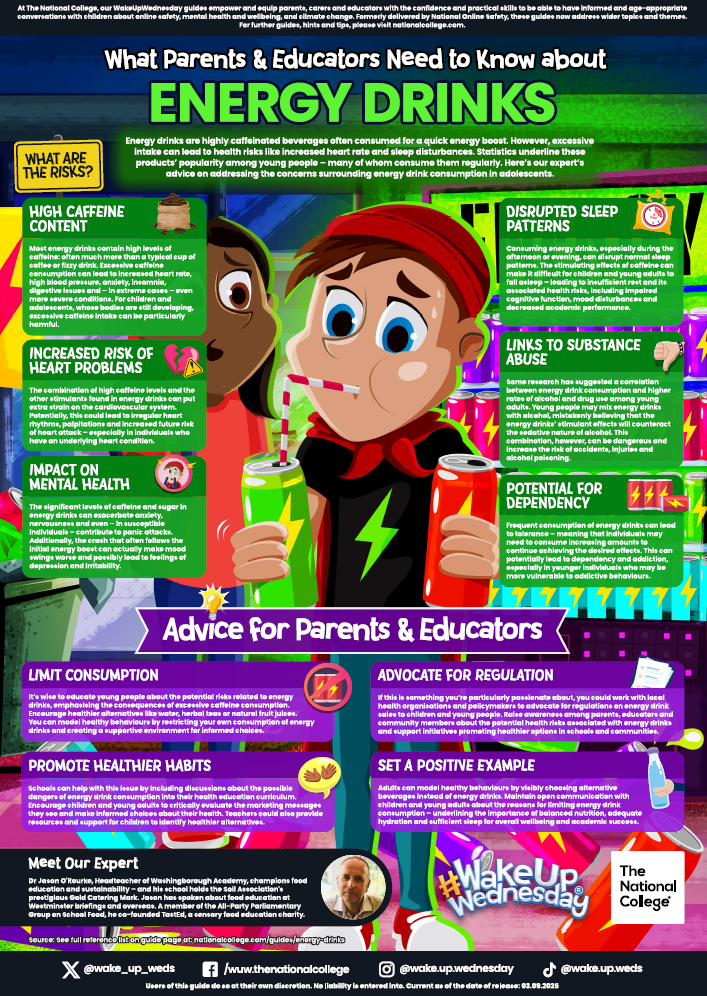 At The National College, our WakeUpWednesday guides empower and equip parents, carers and educators with the confidence and practical skills to be able to have informed and age-appropriate
conversations with children about online safety, mental health and wellbeing, and climate change. Formerly delivered by National Online Safety, these guides now address wider topics and themes.
For further guides, hints and tips, please visit nationalcollege.com.
What Parents & Educators Need to Know about
ENERGY DRINKS
WHAT ARE
THE RISKS?
Energy drinks are highly caffeinated beverages often consumed for a quick energy boost. However, excessive
intake can lead to health risks like increased heart rate and sleep disturbances. Statistics underline these
products' popularity among young people – many of whom consume them regularly. Here's our expert's
advice on addressing the concerns surrounding energy drink consumption in adolescents.
HIGH CAFFEINE
CONTENT
Most energy drinks contain high levels of
caffeine: often much more than a typical cup of
coffee or fizzy drink. Excessive caffeine
consumption can lead to increased heart rate,
high blood pressure, anxiety, insomnia,
digestive issues and – in extreme cases – even
more severe conditions. For children and
adolescents, whose bodies are still developing,
excessive caffeine intake can be particularly
harmful.
INCREASED RISK OF
HEART PROBLEMS
The combination of high caffeine levels and the
other stimulants found in energy drinks can put
extra strain on the cardiovascular system.
Potentially, this could lead to irregular heart
rhythms, palpitations and increased future risk
of heart attack – especially in individuals who
have an underlying heart condition.
IMPACT ON
MENTAL HEALTH
The significant levels of caffeine and sugar in
energy drinks can exacerbate anxiety,
nervousness and even – in susceptible
individuals – contribute to panic attacks.
Additionally, the crash that often follows the
initial energy boost can actually make mood
swings worse and possibly lead to feelings of
depression and irritability.
DISRUPTED SLEEP
PATTERNS
Consuming energy drinks, especially during the
afternoon or evening, can disrupt normal sleep
patterns. The stimulating effects of caffeine can
make it difficult for children and young adults to
fall asleep – leading to insufficient rest and its
associated health risks, including impaired
cognitive function, mood disturbances and
decreased academic performance.
LINKS TO SUBSTANCE
ABUSE
Some research has suggested a correlation
between energy drink consumption and higher
rates of alcohol and drug use among young
adults. Young people may mix energy drinks
with alcohol, mistakenly believing that the
energy drinks' stimulant effects will counteract
the sedative nature of alcohol. This
combination, however, can be dangerous and
increase the risk of accidents, injuries and
alcohol poisoning.
POTENTIAL FOR
DEPENDENCY
Frequent consumption of energy drinks can lead
to tolerance – meaning that individuals may
need to consume increasing amounts to
continue achieving the desired effects. This can
potentially lead to dependency and addiction,
especially in younger individuals who may be
more vulnerable to addictive behaviours.
Advice for Parents & Educators
LIMIT CONSUMPTION
It's wise to educate young people about the potential risks related to energy
drinks, emphasising the consequences of excessive caffeine consumption.
Encourage healthier alternatives like water, herbal teas or natural fruit juices.
You can model healthy behaviours by restricting your own consumption of energy
drinks and creating a supportive environment for informed choices.
ADVOCATE FOR REGULATION
If this is something you're particularly passionate about, you could work with local
health organisations and policymakers to advocate for regulations on energy drink
sales to children and young people. Raise awareness among parents, educators and
community members about the potential health risks associated with energy drinks
and support initiatives promoting healthier options in schools and communities.
PROMOTE HEALTHIER HABITS
Schools can help with this issue by including discussions about the possible
dangers of energy drink consumption into their health education curriculum.
Encourage children and young adults to critically evaluate the marketing messages
they see and make informed choices about their health. Teachers could also provide
resources and support for children to identify healthier alternatives.
SET A POSITIVE EXAMPLE
Adults can model healthy behaviours by visibly choosing alternative
beverages instead of energy drinks. Maintain open communication with
children and young adults about the reasons for limiting energy drink
consumption – underlining the importance of balanced nutrition, adequate
hydration and sufficient sleep for overall wellbeing and academic success.
Meet Our Expert
Dr Jason O'Rourke, Headteacher of Washingborough Academy, champions food
education and sustainability – and his school holds the Soil Association's
prestigious Gold Catering Mark. Jason has spoken about food education at
Westminster briefings and overseas. A member of the All-Party Parliamentary
Group on School Food, he co-founded TastEd, a sensory food education charity.
#WakeUp
Wednesday®
The
National
College®
Source: See full reference list on guide page at: nationalcollege.com/guides/energy-drinks
@wake_up_weds
/wuw.thenationalcollege
@wake.up.wednesday
@wake.up.weds
Users of this guide do so at their own discretion. No liability is entered into. Current as of the date of release: 03.09.2025